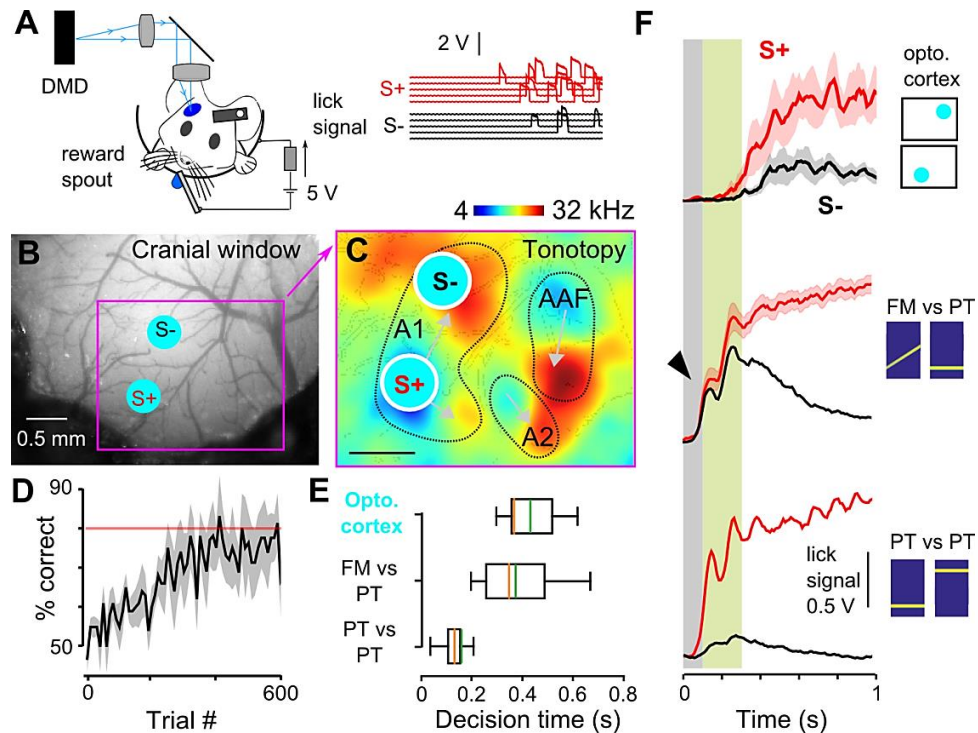 A
DMD
reward
spout
lick
signal
5 V
2 V
S+
S-
B
Cranial window
S-
S+
0.5 mm
4
32 kHz
C
Tonotopy
S-
A1
AAF
S+
A2
D
90
% correct
50
0
600
Trial #
E
Opto.
cortex
FM vs
PT
PT vs
PT
0
0.2
0.4
0.6
0.8
Decision time (s)
F
S+
S-
opto.
cortex
FM vs PT
PT vs PT
lick
signal
0.5 V
0
1
Time (s)